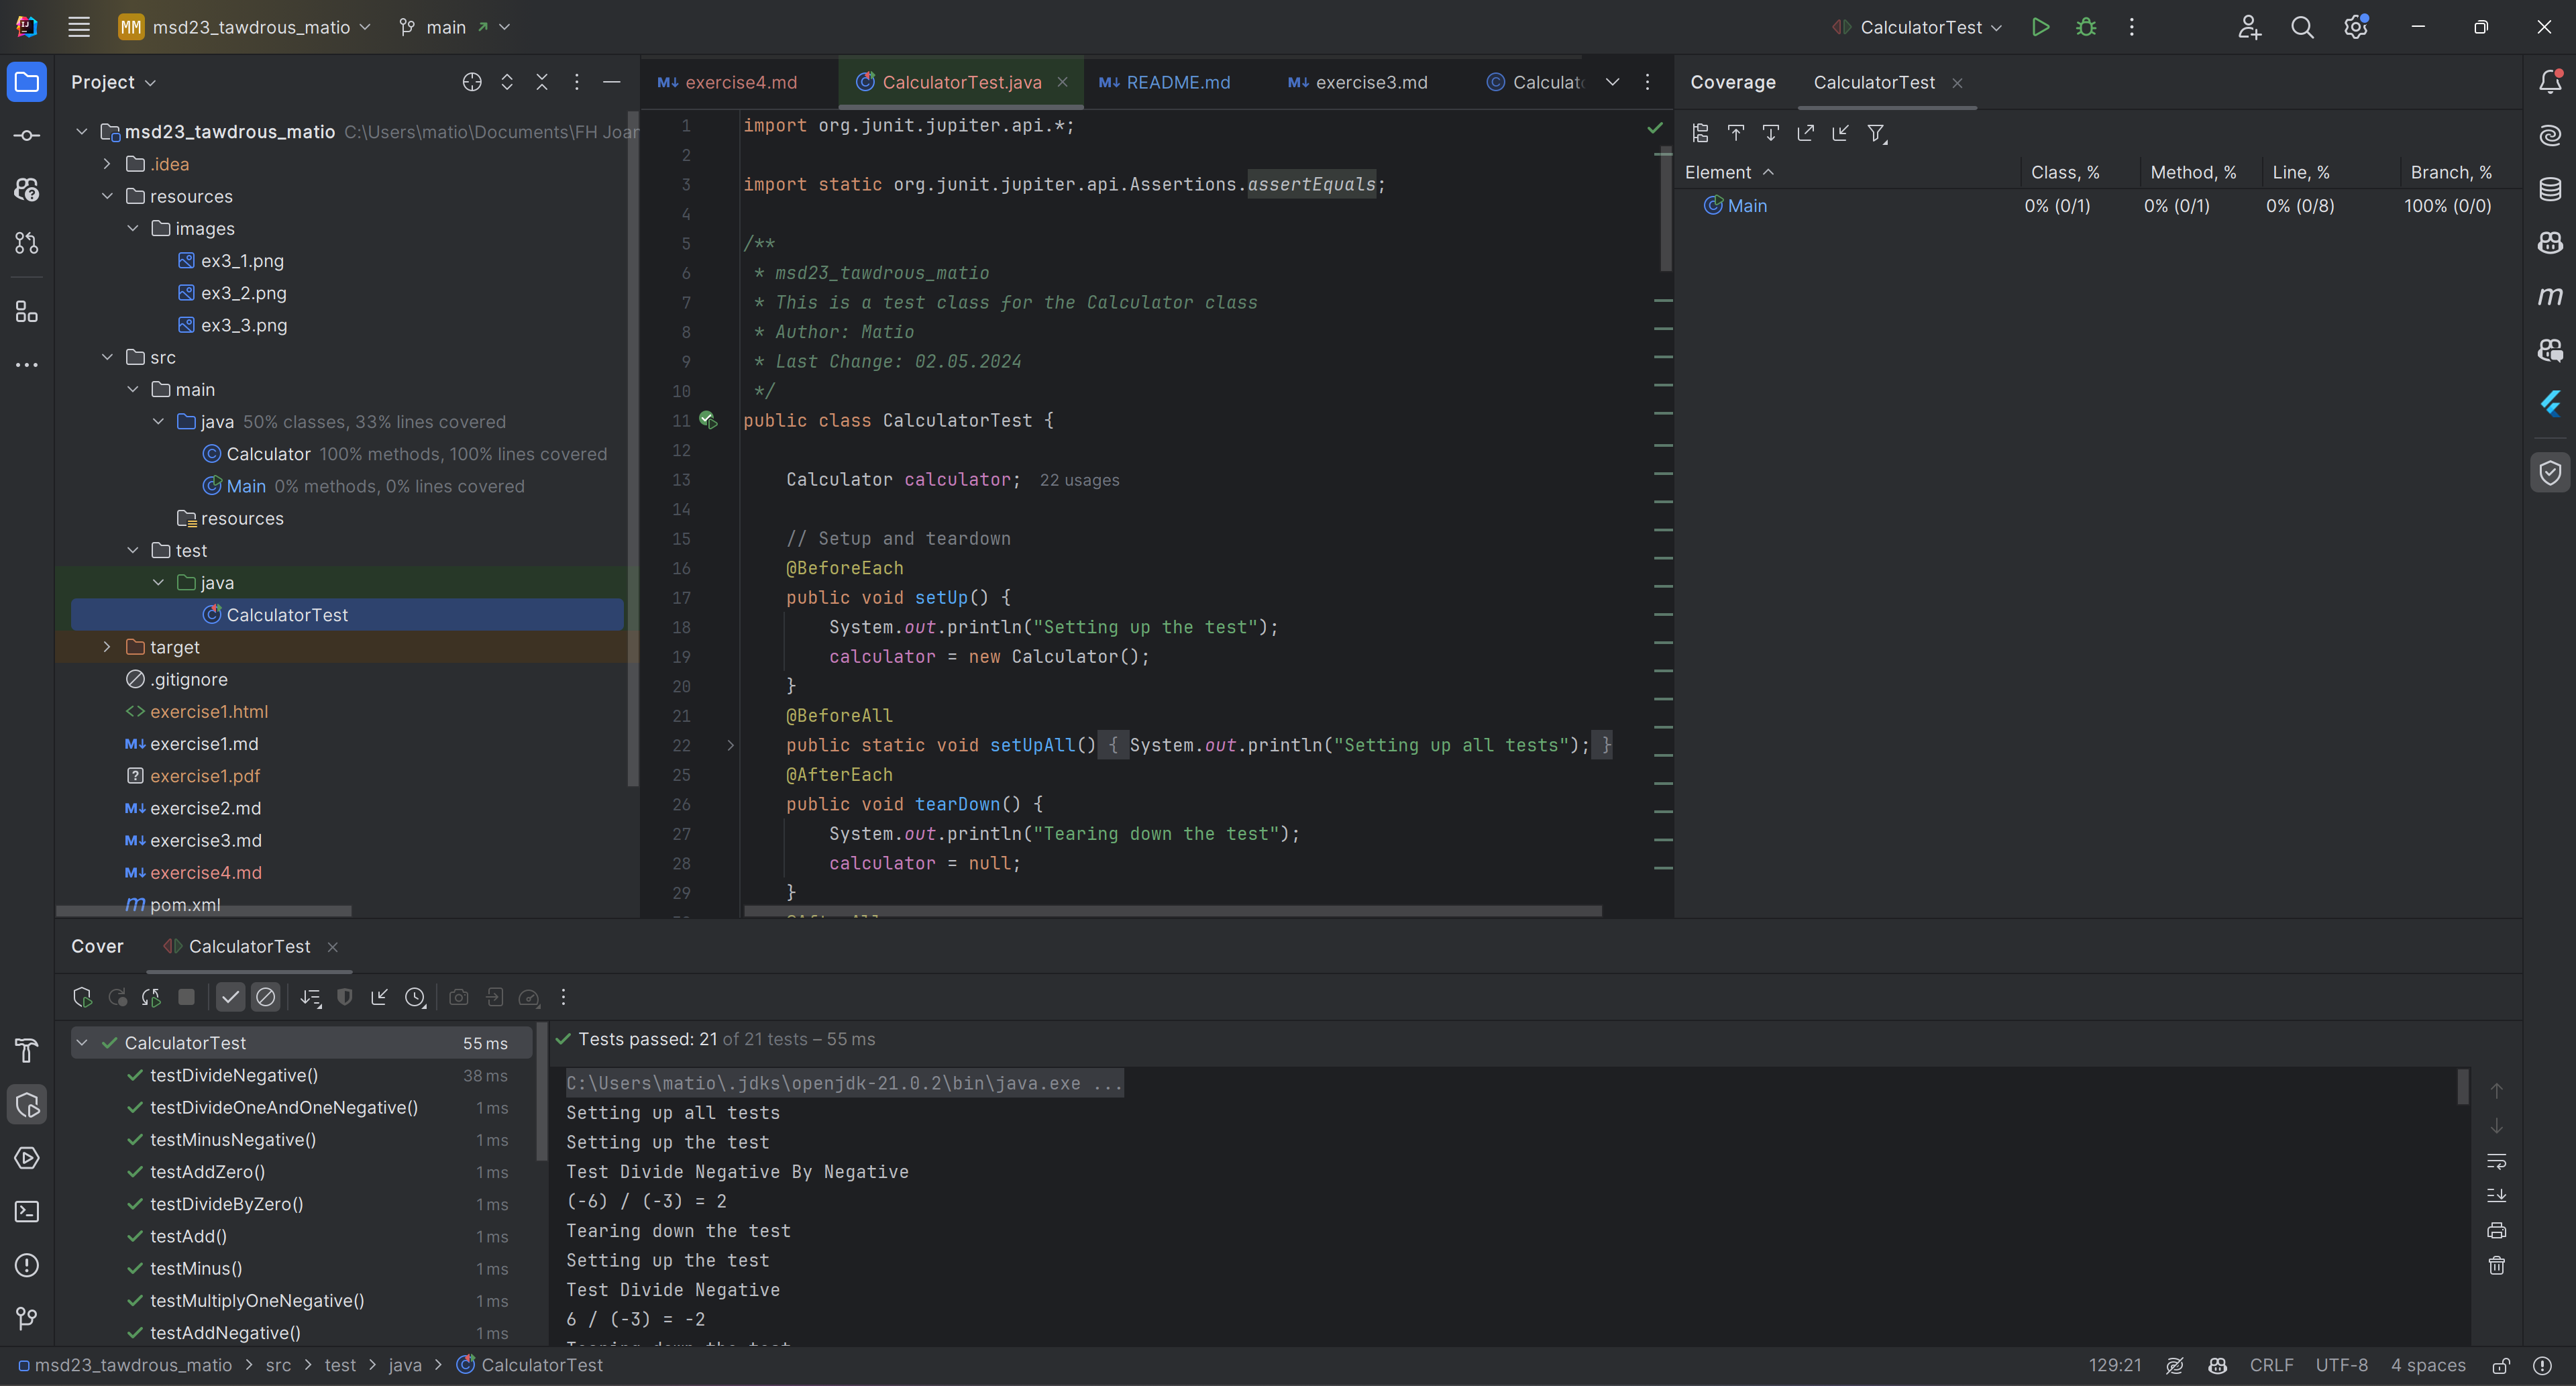 MM msd23_tawdrous_matio main CalculatorTest
Project
msd23_tawdrous_matio C:\Users\matio\Documents\FH Joan
.idea
resources
images
ex3_1.png
ex3_2.png
ex3_3.png
src
main
java 50% classes, 33% lines covered
Calculator 100% methods, 100% lines covered
Main 0% methods, 0% lines covered
resources
test
java
CalculatorTest
target
.gitignore
exercise1.html
exercise1.md
exercise1.pdf
exercise2.md
exercise3.md
exercise4.md
pom.xml
exercise4.md CalculatorTest.java README.md exercise3.md Calculat
1 import org.junit.jupiter.api.*;
2
3 import static org.junit.jupiter.api.Assertions.assertEquals;
4
5 /**
6 * msd23_tawdrous_matio
7 * This is a test class for the Calculator class
8 * Author: Matio
9 * Last Change: 02.05.2024
10 */
11 public class CalculatorTest {
12
13 Calculator calculator; 22 usages
14
15 // Setup and teardown
16 @BeforeEach
17 public void setUp() {
18 System.out.println("Setting up the test");
19 calculator = new Calculator();
20 }
21 @BeforeAll
22 public static void setUpAll() { System.out.println("Setting up all tests"); }
25 @AfterEach
26 public void tearDown() {
27 System.out.println("Tearing down the test");
28 calculator = null;
29 }
Coverage CalculatorTest
Element Class, % Method, % Line, % Branch, %
Main 0% (0/1) 0% (0/1) 0% (0/8) 100% (0/0)
Cover CalculatorTest
CalculatorTest 55 ms
testDivideNegative() 38 ms
testDivideOneAndOneNegative() 1 ms
testMinusNegative() 1 ms
testAddZero() 1 ms
testDivideByZero() 1 ms
testAdd() 1 ms
testMinus() 1 ms
testMultiplyOneNegative() 1 ms
testAddNegative() 1 ms
Tests passed: 21 of 21 tests – 55 ms
C:\Users\matio\.jdks\openjdk-21.0.2\bin\java.exe ...
Setting up all tests
Setting up the test
Test Divide Negative By Negative
(-6) / (-3) = 2
Tearing down the test
Setting up the test
Test Divide Negative
6 / (-3) = -2
Tearing down the test
msd23_tawdrous_matio > src > test > java > CalculatorTest
129:21 CRLF UTF-8 4 spaces